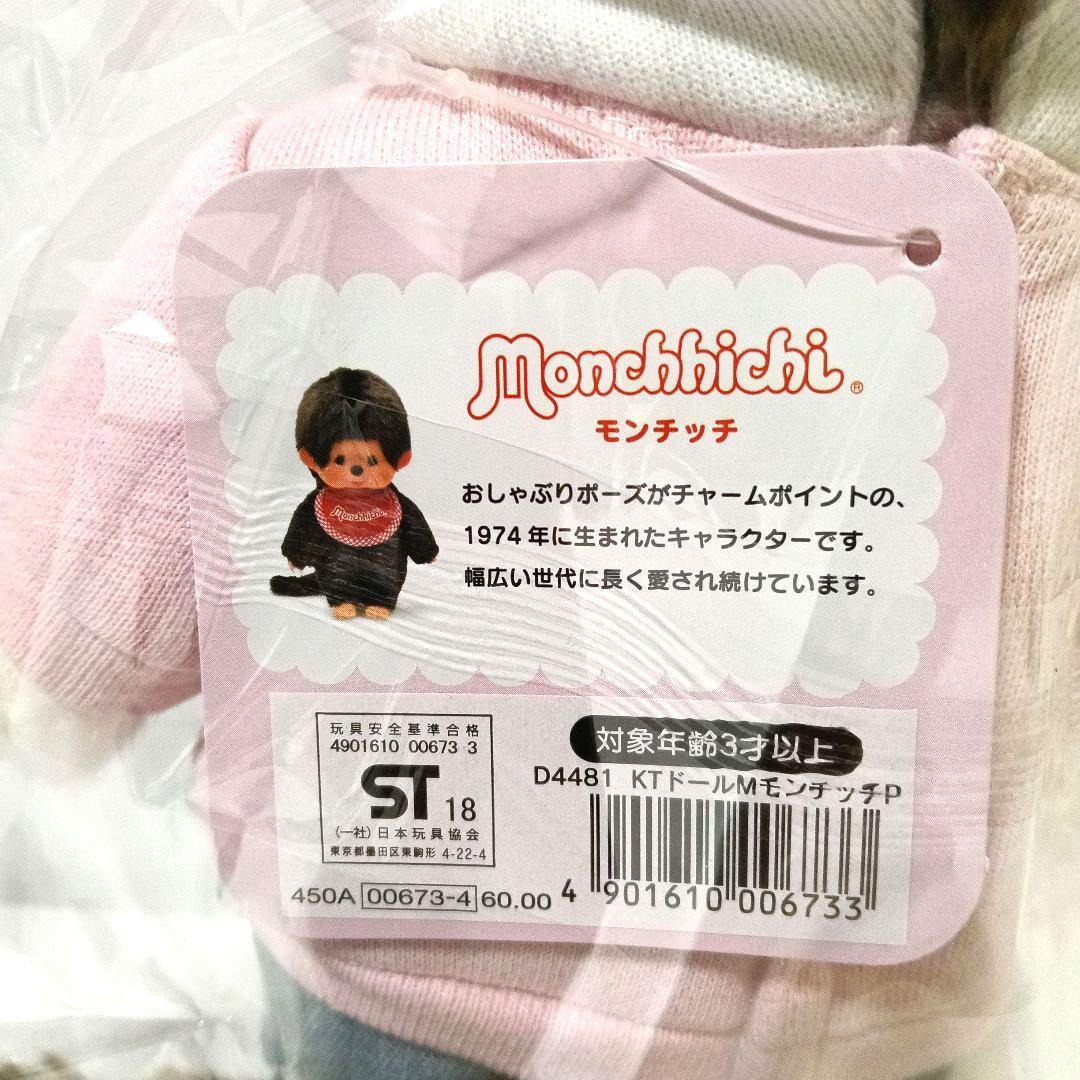 Monchhichi®
モンチッチ
おしゃぶりポーズがチャームポイントの、
1974年に生まれたキャラクターです。
幅広い世代に長く愛され続けています。
Monchhichi
玩具安全基準合格
4901610 00673 3
ST 18
(一社)日本玩具協会
東京都墨田区東駒形 4-22-4
450A 00673-4 60.00
対象年齢3才以上
D4481 KTドールMモンチッチP
4 901610 006733